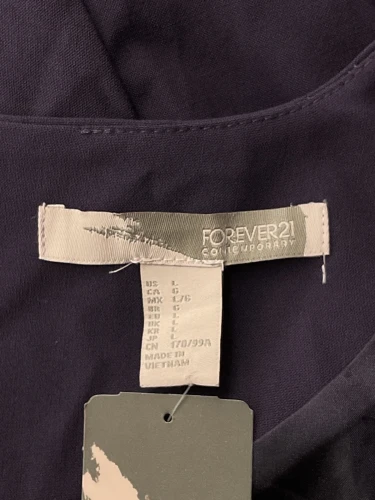 FOREVER21
CONTEMPORARY
US L
CA G
MX L/G
BR G
EU L
UK L
KR L
JP L
CN 170/99A
MADE IN
VIETNAM